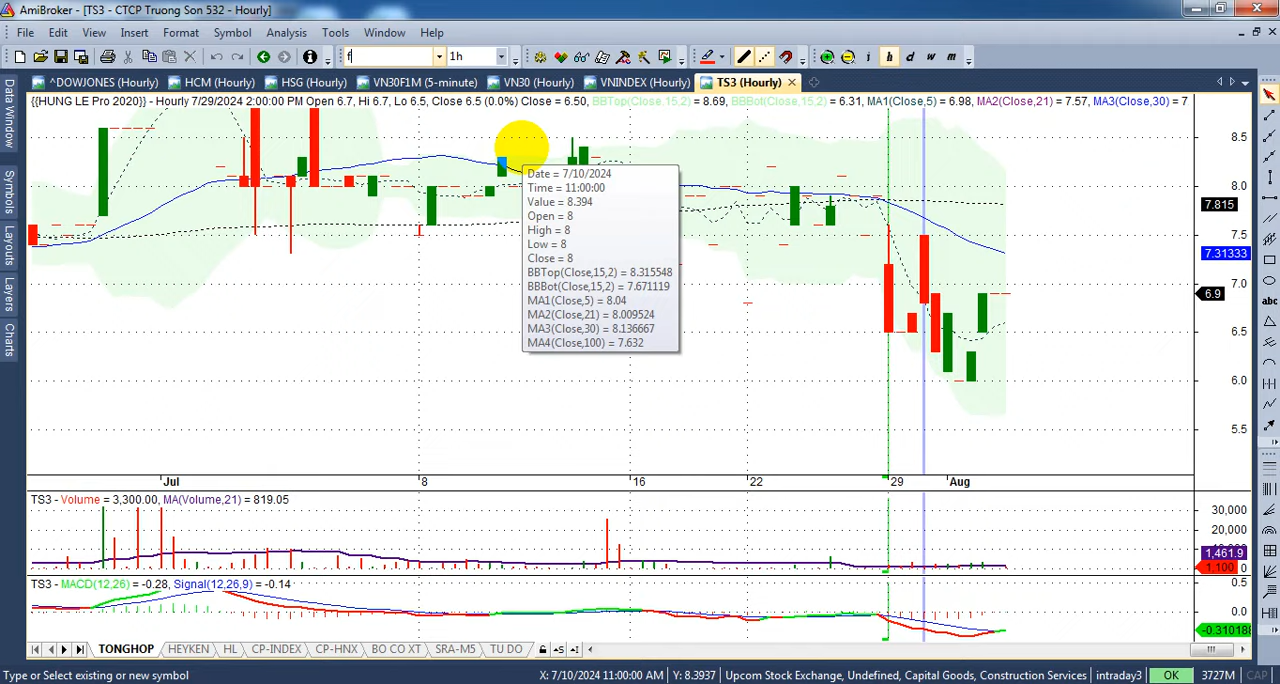 AmiBroker - [TS3 - CTCP Truong Son 532 - Hourly]
File Edit View Insert Format Symbol Analysis Tools Window Help
f 1h i h d w m
^DOWJONES (Hourly) HCM (Hourly) HSG (Hourly) VN30F1M (5-minute) VN30 (Hourly) VNINDEX (Hourly) TS3 (Hourly)
{{HUNG LE Pro 2020}} - Hourly 7/29/2024 2:00:00 PM Open 6.7, Hi 6.7, Lo 6.5, Close 6.5 (0.0%) Close = 6.50, BBTop(Close,15,2) = 8.69, BBBot(Close,15,2) = 6.31, MA1(Close,5) = 6.98, MA2(Close,21) = 7.57, MA3(Close,30) = 7
Data Window
Symbols
Layouts
Layers
Charts
Date = 7/10/2024
Time = 11:00:00
Value = 8.394
Open = 8
High = 8
Low = 8
Close = 8
BBTop(Close,15,2) = 8.315548
BBBot(Close,15,2) = 7.671119
MA1(Close,5) = 8.04
MA2(Close,21) = 8.009524
MA3(Close,30) = 8.136667
MA4(Close,100) = 7.632
8.5
8.0
7.815
7.5
7.31333
7.0
6.9
6.5
6.0
5.5
abc
Jul 8 16 22 29 Aug
TS3 - Volume = 3,300.00, MA(Volume,21) = 819.05
30,000
20,000
1,461.9
1,100 0
TS3 - MACD(12,26) = -0.28, Signal(12,26,9) = -0.14
0.5
0.0
-0.310188
TONGHOP HEYKEN HL CP-INDEX CP-HNX BO CO XT SRA-M5 TU DO
Type or Select existing or new symbol X: 7/10/2024 11:00:00 AM Y: 8.3937 Upcom Stock Exchange, Undefined, Capital Goods, Construction Services intraday3 OK 3727M CAP